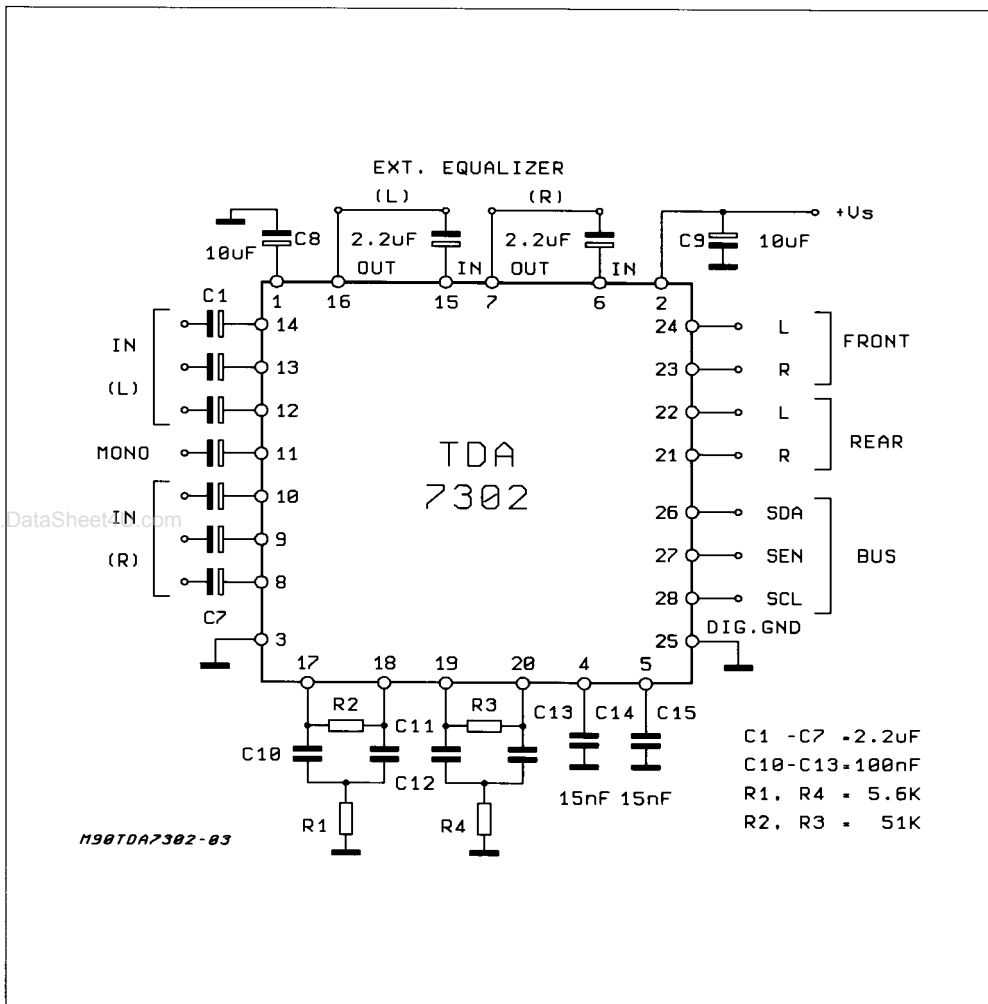 EXT. EQUALIZER
(L) (R)
+Vs
10uF C8 2.2uF 2.2uF C9 10uF
OUT IN OUT IN
1 16 15 7 6 2
C1
IN
(L)
14
13
12
MONO 11
IN
(R)
10
9
8
C7
3
TDA
7302
24 L
23 R
FRONT
22 L
21 R
REAR
26 SDA
27 SEN
28 SCL
BUS
DIG.GND
25
17 18 19 20 4 5
R2 C11 R3 C13 C14 C15
C10 C12
15nF 15nF
R1 R4
C1 -C7 =2.2uF
C10-C13=100nF
R1, R4 = 5.6K
R2, R3 = 51K
M90TDA7302-03
.DataSheet4U.com